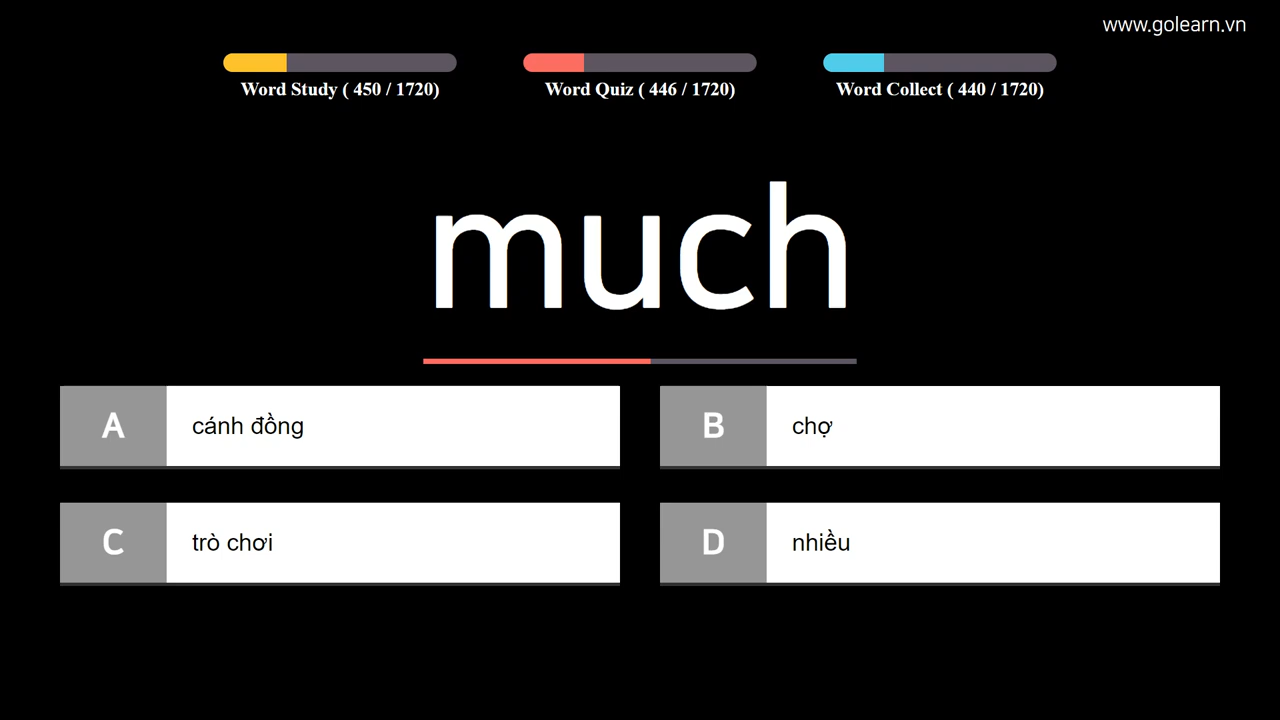 www.golearn.vn
Word Study ( 450 / 1720)
Word Quiz ( 446 / 1720)
Word Collect ( 440 / 1720)
much
A cánh đồng
B chợ
C trò chơi
D nhiều